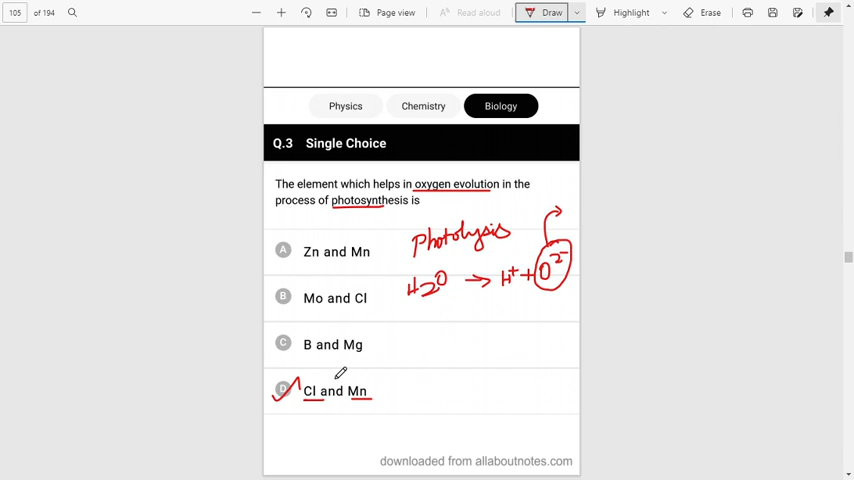 105 of 194 Page view Read aloud Draw Highlight Erase
Physics Chemistry Biology
Q.3 Single Choice
The element which helps in oxygen evolution in the
process of photosynthesis is
Photolysis
A Zn and Mn
H2O → H+ + O2-
B Mo and Cl
C B and Mg
D Cl and Mn
downloaded from allaboutnotes.com